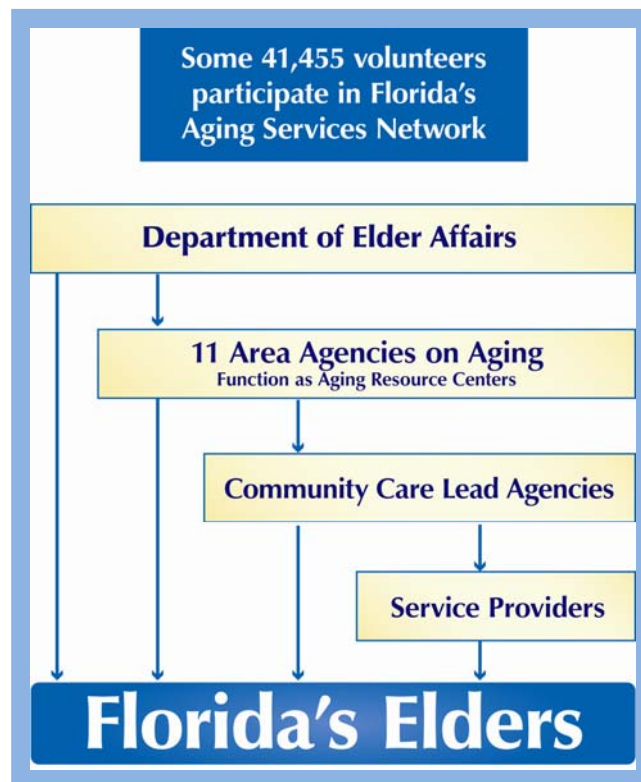 Some 41,455 volunteers
participate in Florida's
Aging Services Network
Department of Elder Affairs
11 Area Agencies on Aging
Function as Aging Resource Centers
Community Care Lead Agencies
Service Providers
Florida's Elders